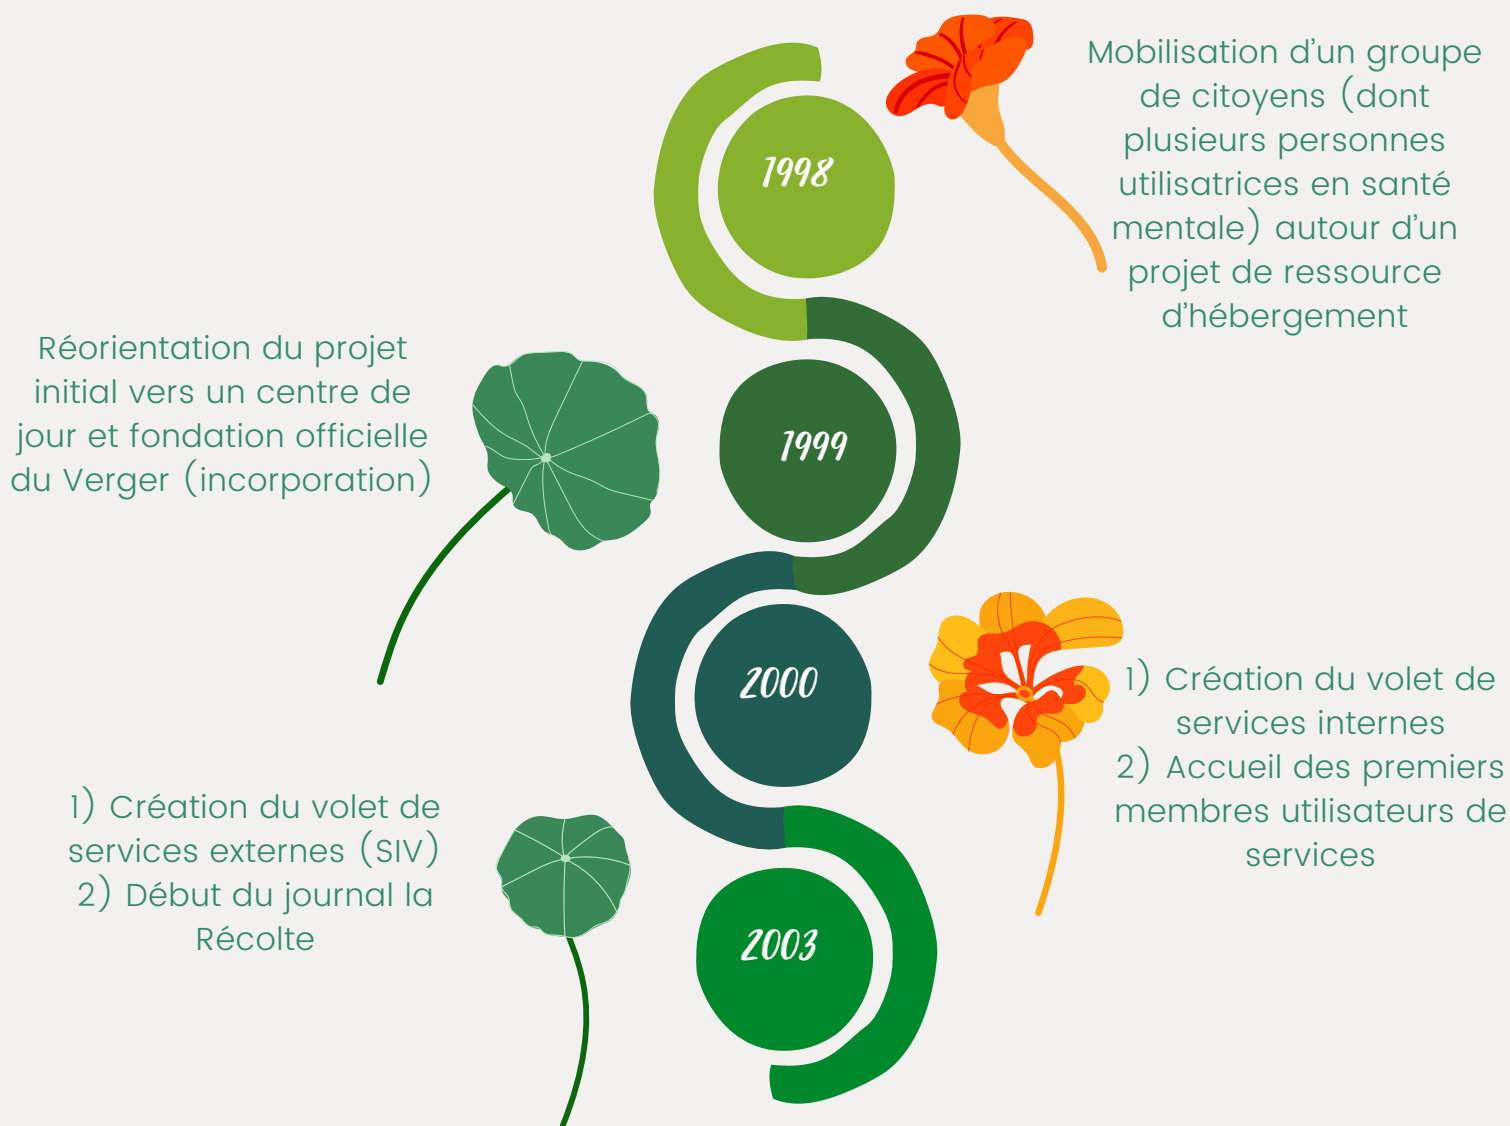 1998
Mobilisation d'un groupe
de citoyens (dont
plusieurs personnes
utilisatrices en santé
mentale) autour d'un
projet de ressource
d'hébergement
Réorientation du projet
initial vers un centre de
jour et fondation officielle
du Verger (incorporation)
1999
2000
1) Création du volet de
services internes
2) Accueil des premiers
membres utilisateurs de
services
1) Création du volet de
services externes (SIV)
2) Début du journal la
Récolte
2003